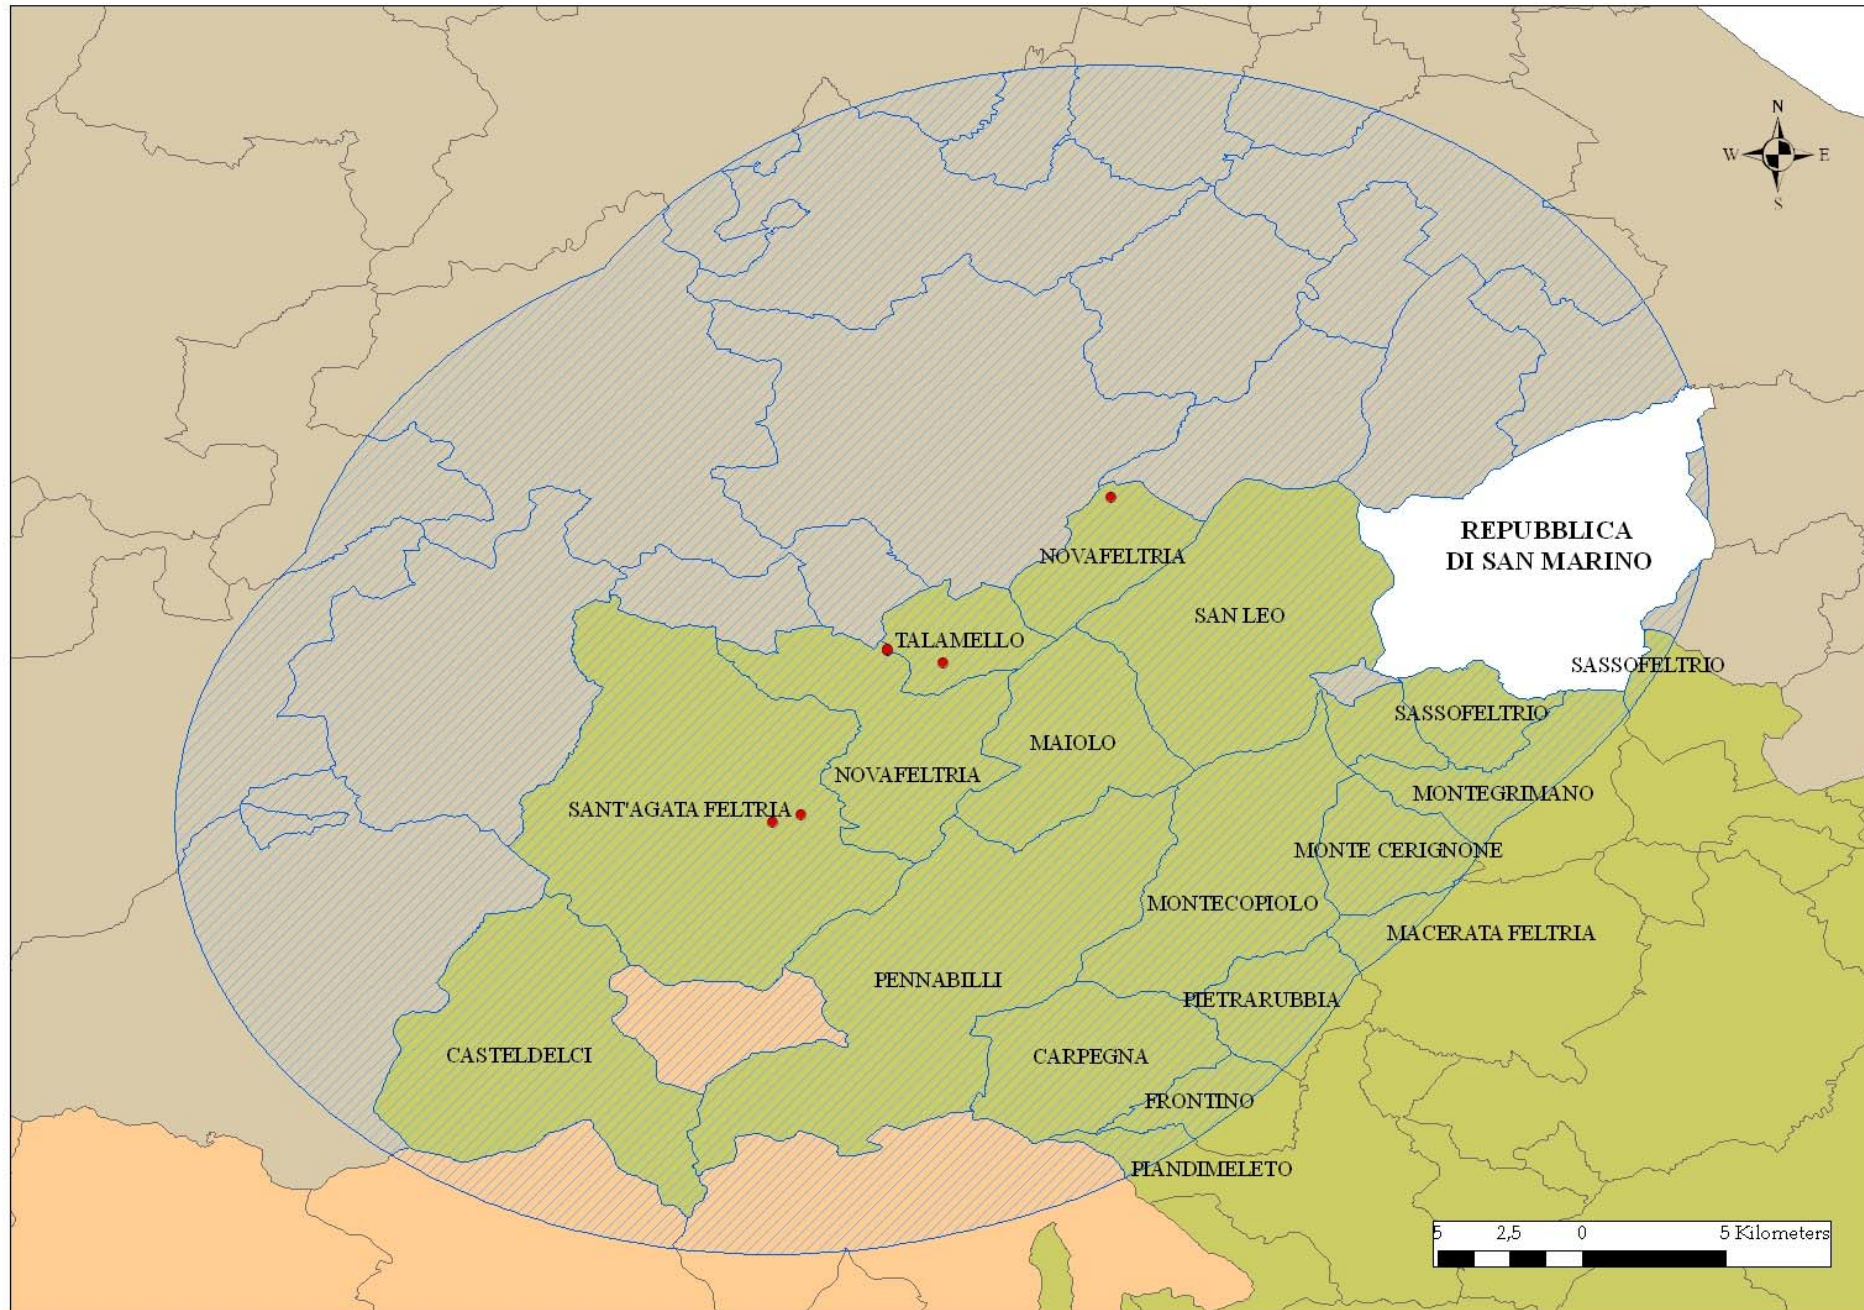 N
W E
S
REPUBBLICA
DI SAN MARINO
NOVAFELTRIA
SAN LEO
TALAMELLO
SASSOFELTRIO
SASSOFELTRIO
MAIOLO
NOVAFELTRIA
MONTEGRIMANO
SANT'AGATA FELTRIA
MONTE CERIGNONE
MONTECOPIOLO
MACERATA FELTRIA
PENNABILLI
PIETRARUBBIA
CASTELDELCI
CARPEGNA
FRONTINO
PIANDIMELETO
5 2,5 0 5 Kilometers